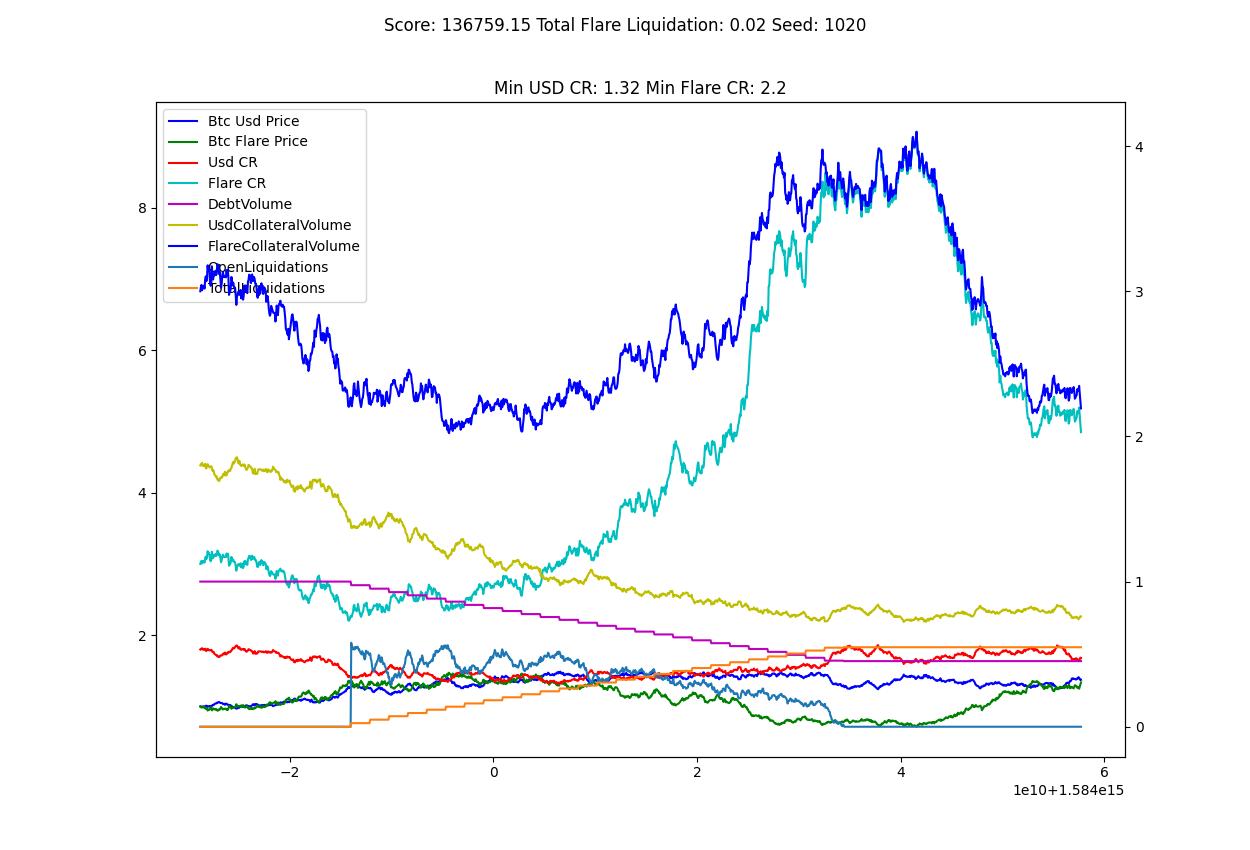 Score: 136759.15 Total Flare Liquidation: 0.02 Seed: 1020
Min USD CR: 1.32 Min Flare CR: 2.2
Btc Usd Price
Btc Flare Price
Usd CR
Flare CR
DebtVolume
UsdCollateralVolume
FlareCollateralVolume
OpenLiquidations
TotalLiquidations
8
6
4
2
4
3
2
1
0
−2
0
2
4
6
1e10+1.584e15